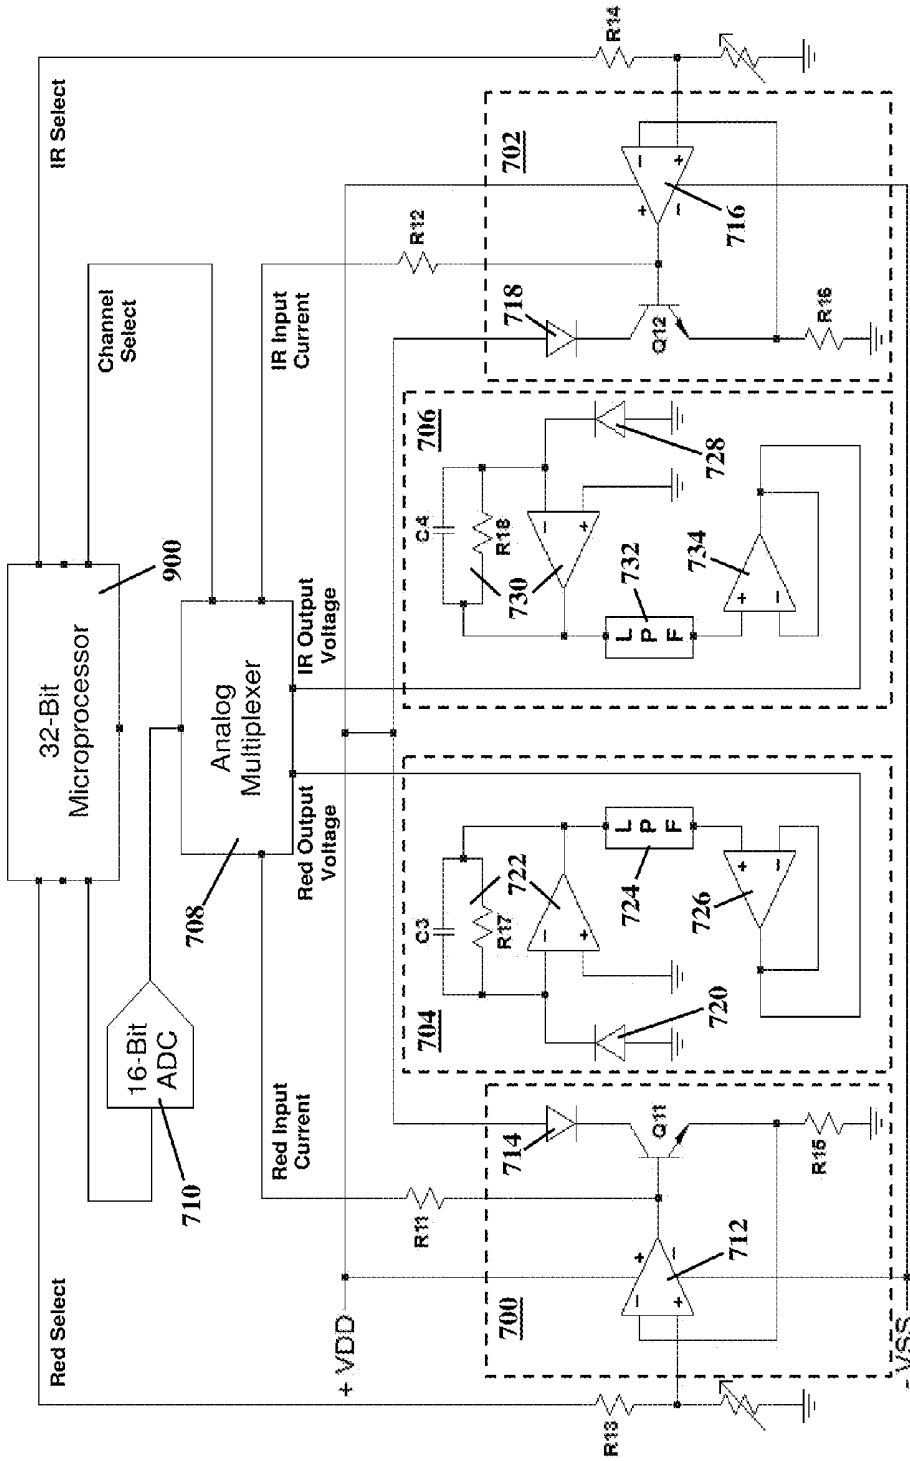 Red Select
IR Select
32-Bit
Microprocessor
900
Channel
Select
16-Bit
ADC
710
Analog
Multiplexer
708
Red Input
Current
IR Input
Current
Red Output
Voltage
IR Output
Voltage
R11
R12
+ VDD
R13
R14
700
714
Q11
712
R15
- +
+ -
704
C3
R17
722
- +
720
724
L
P
F
726
+ -
706
C4
R18
730
- +
728
732
L
P
F
734
+ -
702
718
Q12
716
R16
+ -
- +
- VSS